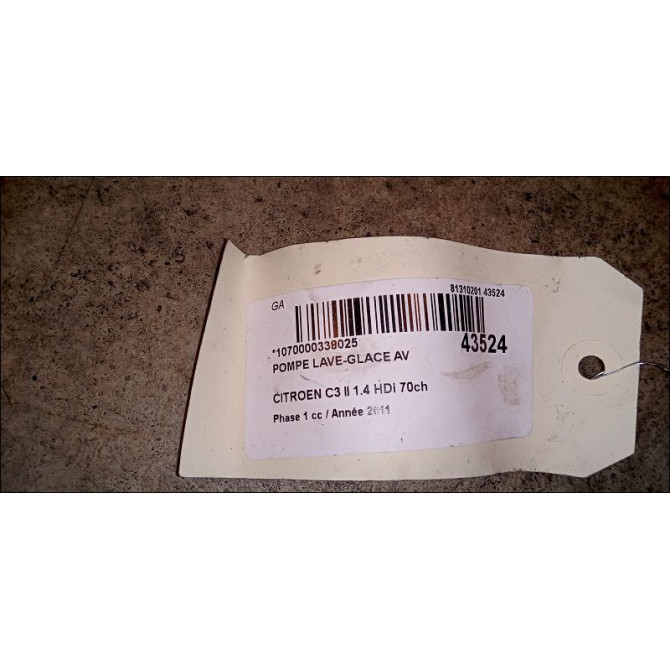 GA
81310201 43524
*1070000338025
43524
POMPE LAVE-GLACE AV
CITROEN C3 II 1.4 HDi 70ch
Phase 1 cc / Année 2011